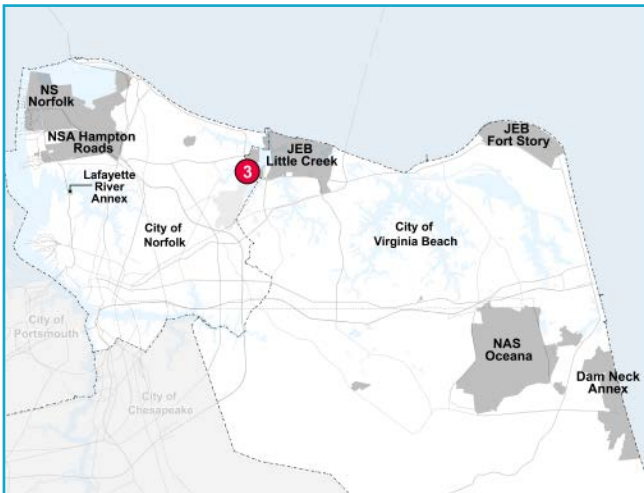 NS
Norfolk
NSA Hampton
Roads
Lafayette
River
Annex
City of
Norfolk
3
JEB
Little Creek
JEB
Fort Story
City of
Virginia Beach
City of
Portsmouth
City of
Chesapeake
NAS
Oceana
Dam Neck
Annex